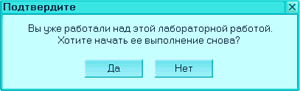 Подтвердите
Вы уже работали над этой лабораторной работой.
Хотите начать ее выполнение снова?
Да
Нет